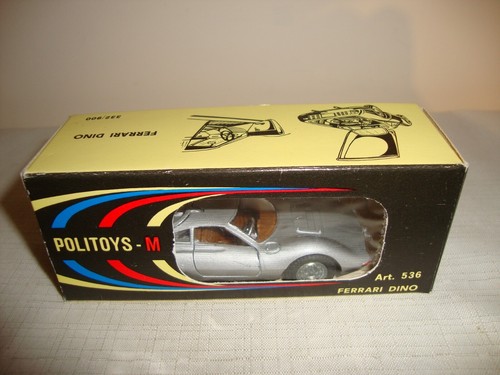 FERRARI DINO
POLITOYS - M
Art. 536
FERRARI DINO